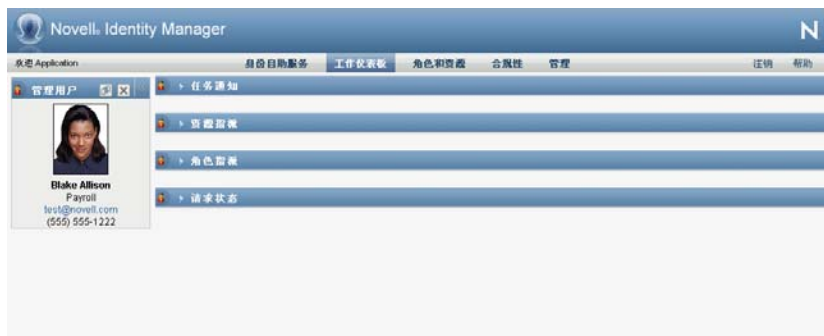 Novell® Identity Manager
N
欢迎 Application
身份自助服务 工作仪表板 角色和资源 合规性 管理
注销 帮助
管理用户
任务通知
资源指派
角色指派
请求状态
Blake Allison
Payroll
test@novell.com
(555) 555-1222